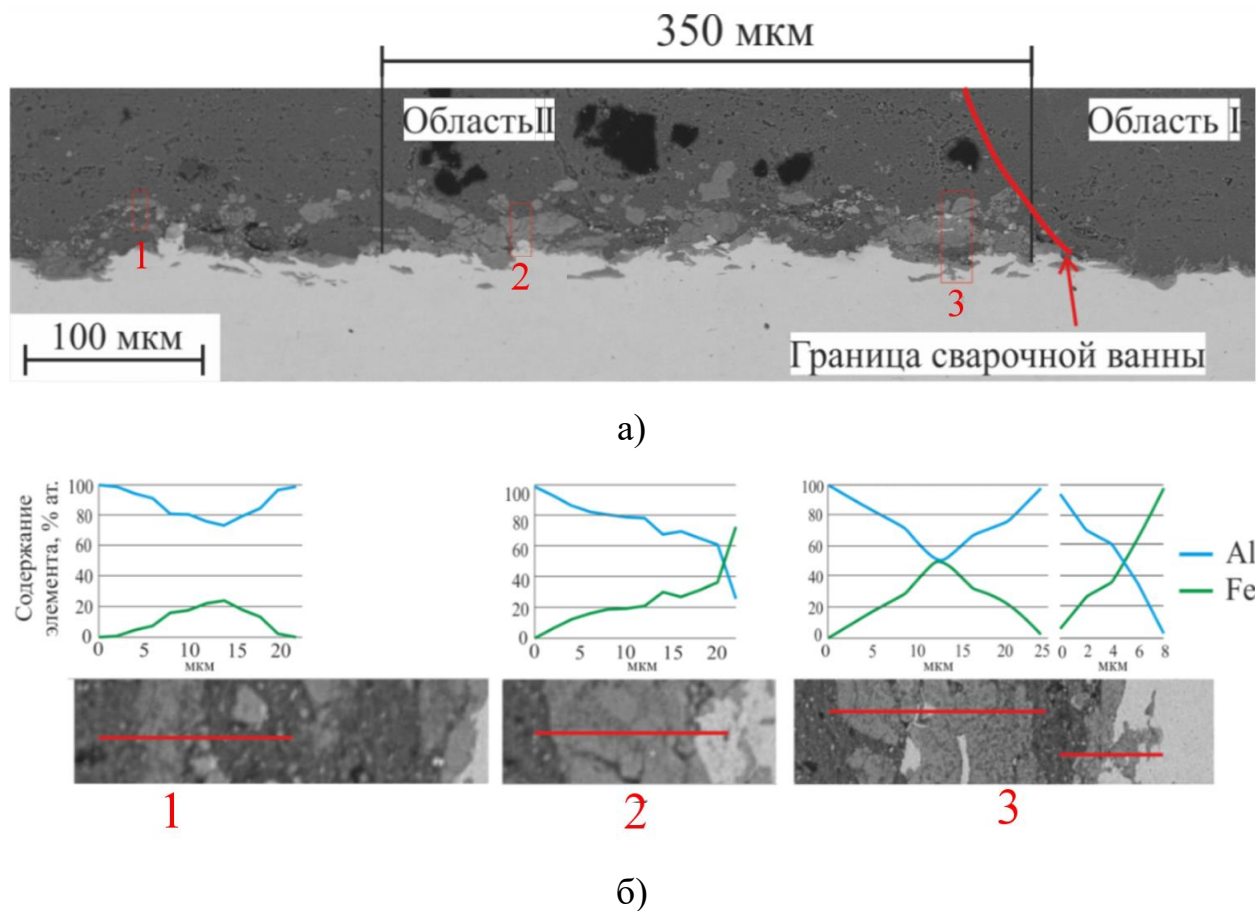 350 мкм
Область II
Область I
1
2
3
100 мкм
Граница сварочной ванны
а)
Содержание
элемента, % ат.
100
80
60
40
20
0
0 5 10 15 20
мкм
100
80
60
40
20
0
0 5 10 15 20
мкм
100
80
60
40
20
0
0 5 10 15 20 25
мкм
0 2 4 6 8
мкм
Al
Fe
1
2
3
б)